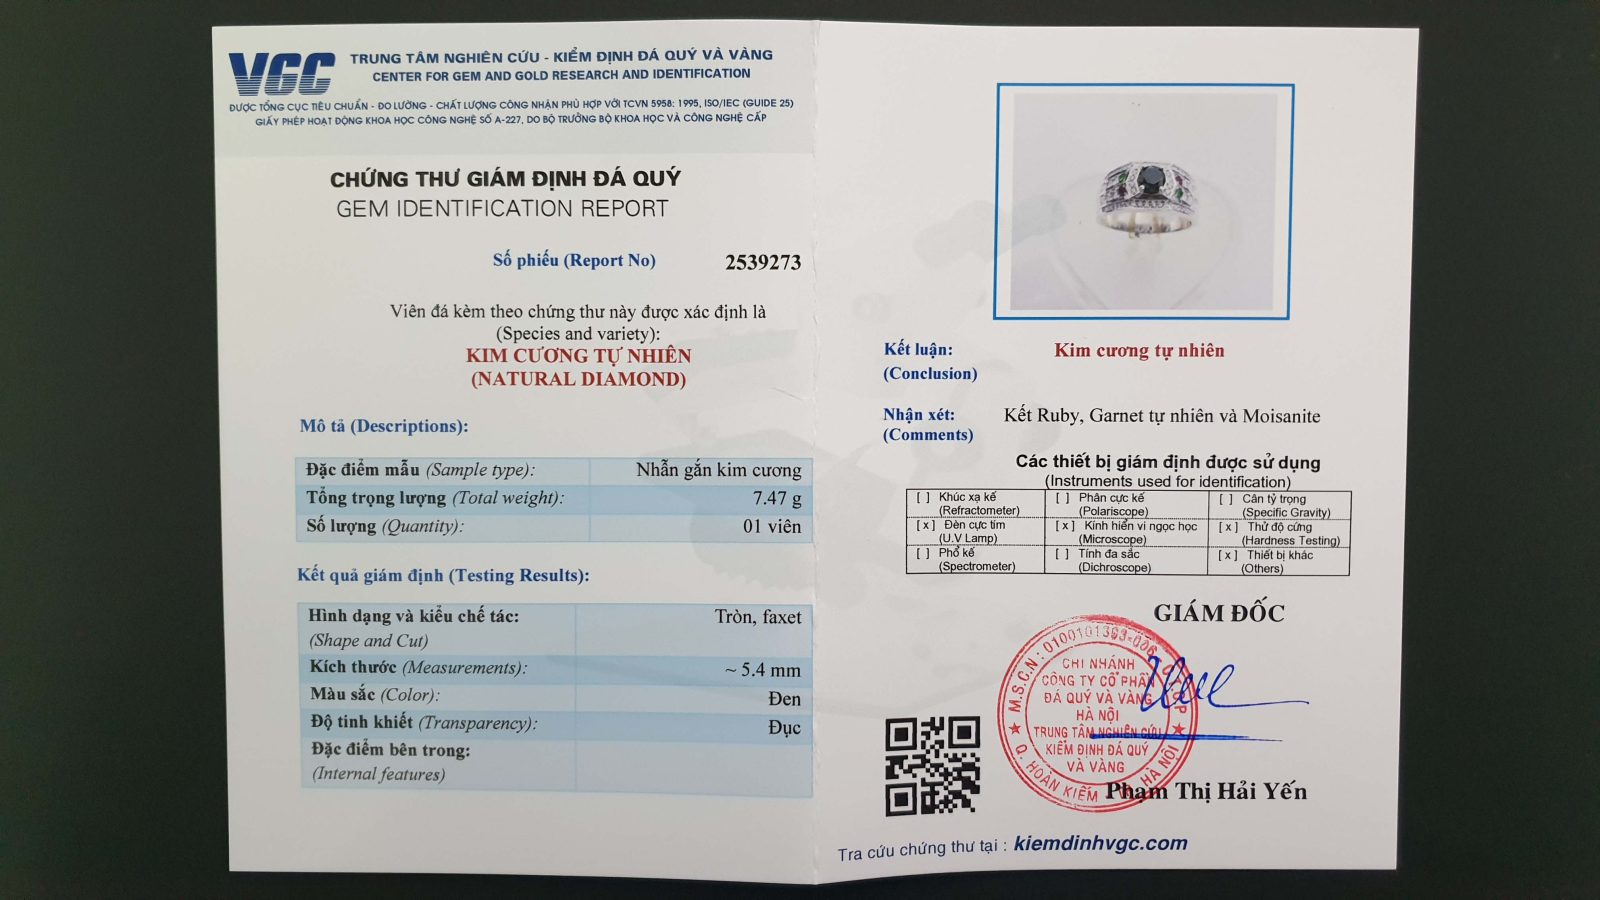 VGC
TRUNG TÂM NGHIÊN CỨU - KIỂM ĐỊNH ĐÁ QUÝ VÀ VÀNG
CENTER FOR GEM AND GOLD RESEARCH AND IDENTIFICATION
ĐƯỢC TỔNG CỤC TIÊU CHUẨN - ĐO LƯỜNG - CHẤT LƯỢNG CÔNG NHẬN PHÙ HỢP VỚI TCVN 5958: 1995, ISO/IEC (GUIDE 25)
GIẤY PHÉP HOẠT ĐỘNG KHOA HỌC CÔNG NGHỆ SỐ A-227, DO BỘ TRƯỞNG BỘ KHOA HỌC VÀ CÔNG NGHỆ CẤP
CHỨNG THƯ GIÁM ĐỊNH ĐÁ QUÝ
GEM IDENTIFICATION REPORT
Số phiếu (Report No) 2539273
Viên đá kèm theo chứng thư này được xác định là
(Species and variety):
KIM CƯƠNG TỰ NHIÊN
(NATURAL DIAMOND)
Mô tả (Descriptions):
Đặc điểm mẫu (Sample type): Nhẫn gắn kim cương
Tổng trọng lượng (Total weight): 7.47 g
Số lượng (Quantity): 01 viên
Kết quả giám định (Testing Results):
Hình dạng và kiểu chế tác: Tròn, faxet
(Shape and Cut)
Kích thước (Measurements): ~ 5.4 mm
Màu sắc (Color): Đen
Độ tinh khiết (Transparency): Đục
Đặc điểm bên trong:
(Internal features)
Kết luận: Kim cương tự nhiên
(Conclusion)
Nhận xét: Kết Ruby, Garnet tự nhiên và Moisanite
(Comments)
Các thiết bị giám định được sử dụng
(Instruments used for identification)
[ ] Khúc xạ kế [ ] Phân cực kế [ ] Cân tỷ trọng
(Refractometer) (Polariscope) (Specific Gravity)
[x] Đèn cực tím [x] Kính hiển vi ngọc học [x] Thử độ cứng
(U.V Lamp) (Microscope) (Hardness Testing)
[ ] Phổ kế [ ] Tính đa sắc [x] Thiết bị khác
(Spectrometer) (Dichroscope) (Others)
GIÁM ĐỐC
M.S.C.N: 0100101393-006
CHI NHÁNH
CÔNG TY CỔ PHẦN
ĐÁ QUÝ VÀ VÀNG
HÀ NỘI
TRUNG TÂM NGHIÊN CỨU
KIỂM ĐỊNH ĐÁ QUÝ
VÀ VÀNG
Q. HOÀN KIẾM - TP. HÀ NỘI
Phạm Thị Hải Yến
Tra cứu chứng thư tại : kiemdinhvgc.com